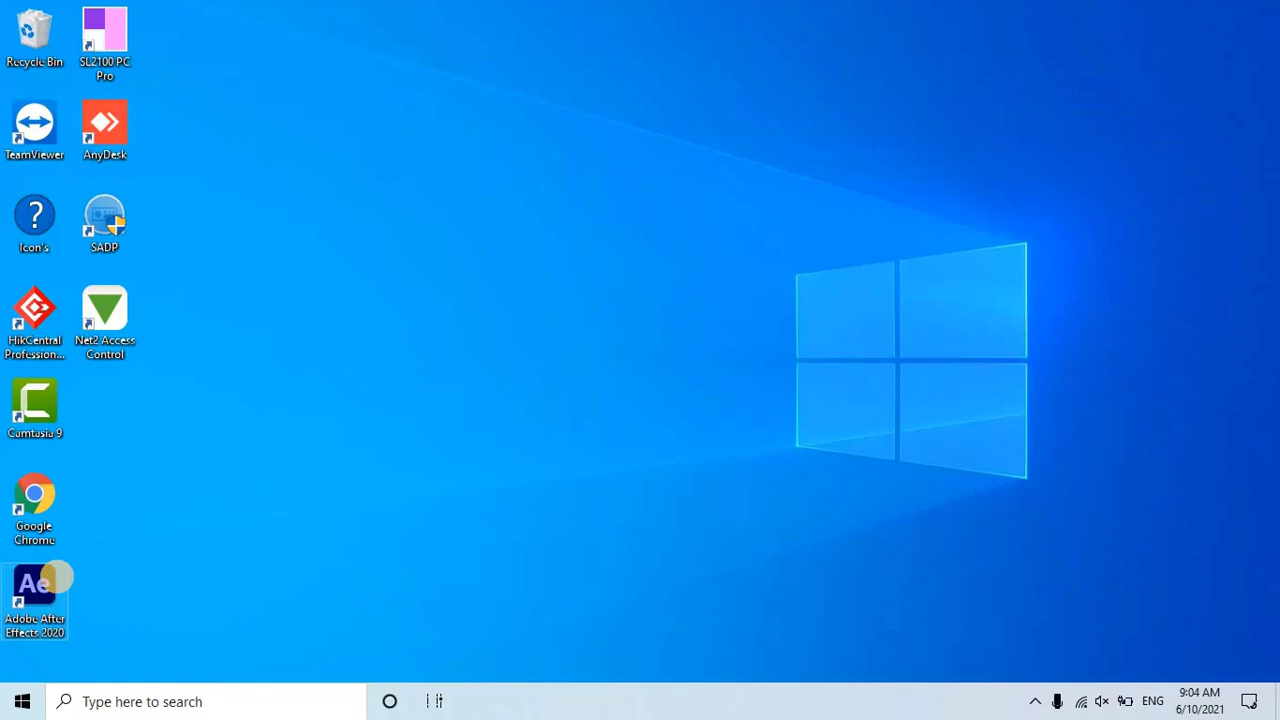 Recycle Bin
SL2100 PC
Pro
TeamViewer
AnyDesk
?
Icon's
SADP
HikCentral
Profession...
Net2 Access
Control
Camtasia 9
Google
Chrome
Ae
Adobe After
Effects 2020
Type here to search
ENG
9:04 AM
6/10/2021